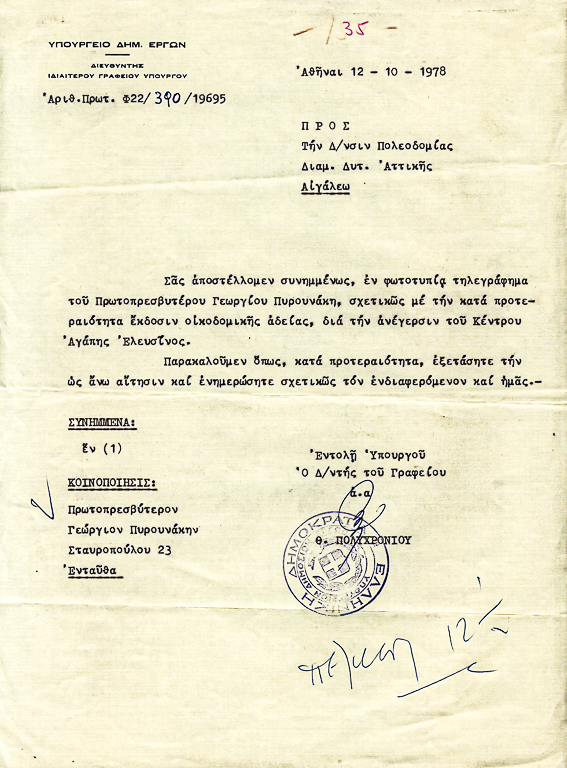 - / 35 -
ΥΠΟΥΡΓΕΙΟ ΔΗΜ. ΕΡΓΩΝ
ΔΙΕΥΘΥΝΤΗΣ
ΙΔΙΑΙΤΕΡΟΥ ΓΡΑΦΕΙΟΥ ΥΠΟΥΡΓΟΥ
Ἀριθ.Πρωτ. Φ22/390/19695
Ἀθῆναι 12 - 10 - 1978
Π Ρ Ο Σ
Τήν Δ/νσιν Πολεοδομίας
Διαμ. Δυτ. Ἀττικῆς
Αἰγάλεω
Σᾶς ἀποστέλλομεν συνημμένως, ἐν φωτοτυπίᾳ τηλεγράφημα
τοῦ Πρωτοπρεσβυτέρου Γεωργίου Πυρουνάκη, σχετικῶς μέ τήν κατά προτε-
ραιότητα ἔκδοσιν οἰκοδομικῆς ἀδείας, διά τήν ἀνέγερσιν τοῦ Κέντρου
Ἀγάπης Ἐλευσῖνος.
Παρακαλοῦμεν ὅπως, κατά προτεραιότητα, ἐξετάσητε τήν
ὡς ἄνω αἴτησιν καί ἐνημερώσητε σχετικῶς τόν ἐνδιαφερόμενον καί ἡμᾶς.-
ΣΥΝΗΜΜΕΝΑ:
ἕν (1)
ΚΟΙΝΟΠΟΙΗΣΙΣ:
Πρωτοπρεσβύτερον
Γεώργιον Πυρουνάκην
Σταυροπούλου 23
Ἐνταῦθα
Ἐντολῇ Ὑπουργοῦ
Ὁ Δ/ντής τοῦ Γραφείου
ἀ.α
Θ. ΠΟΛΥΧΡΟΝΙΟΥ
ΕΛΛΗΝΙΚΗ ΔΗΜΟΚΡΑΤΙ
12